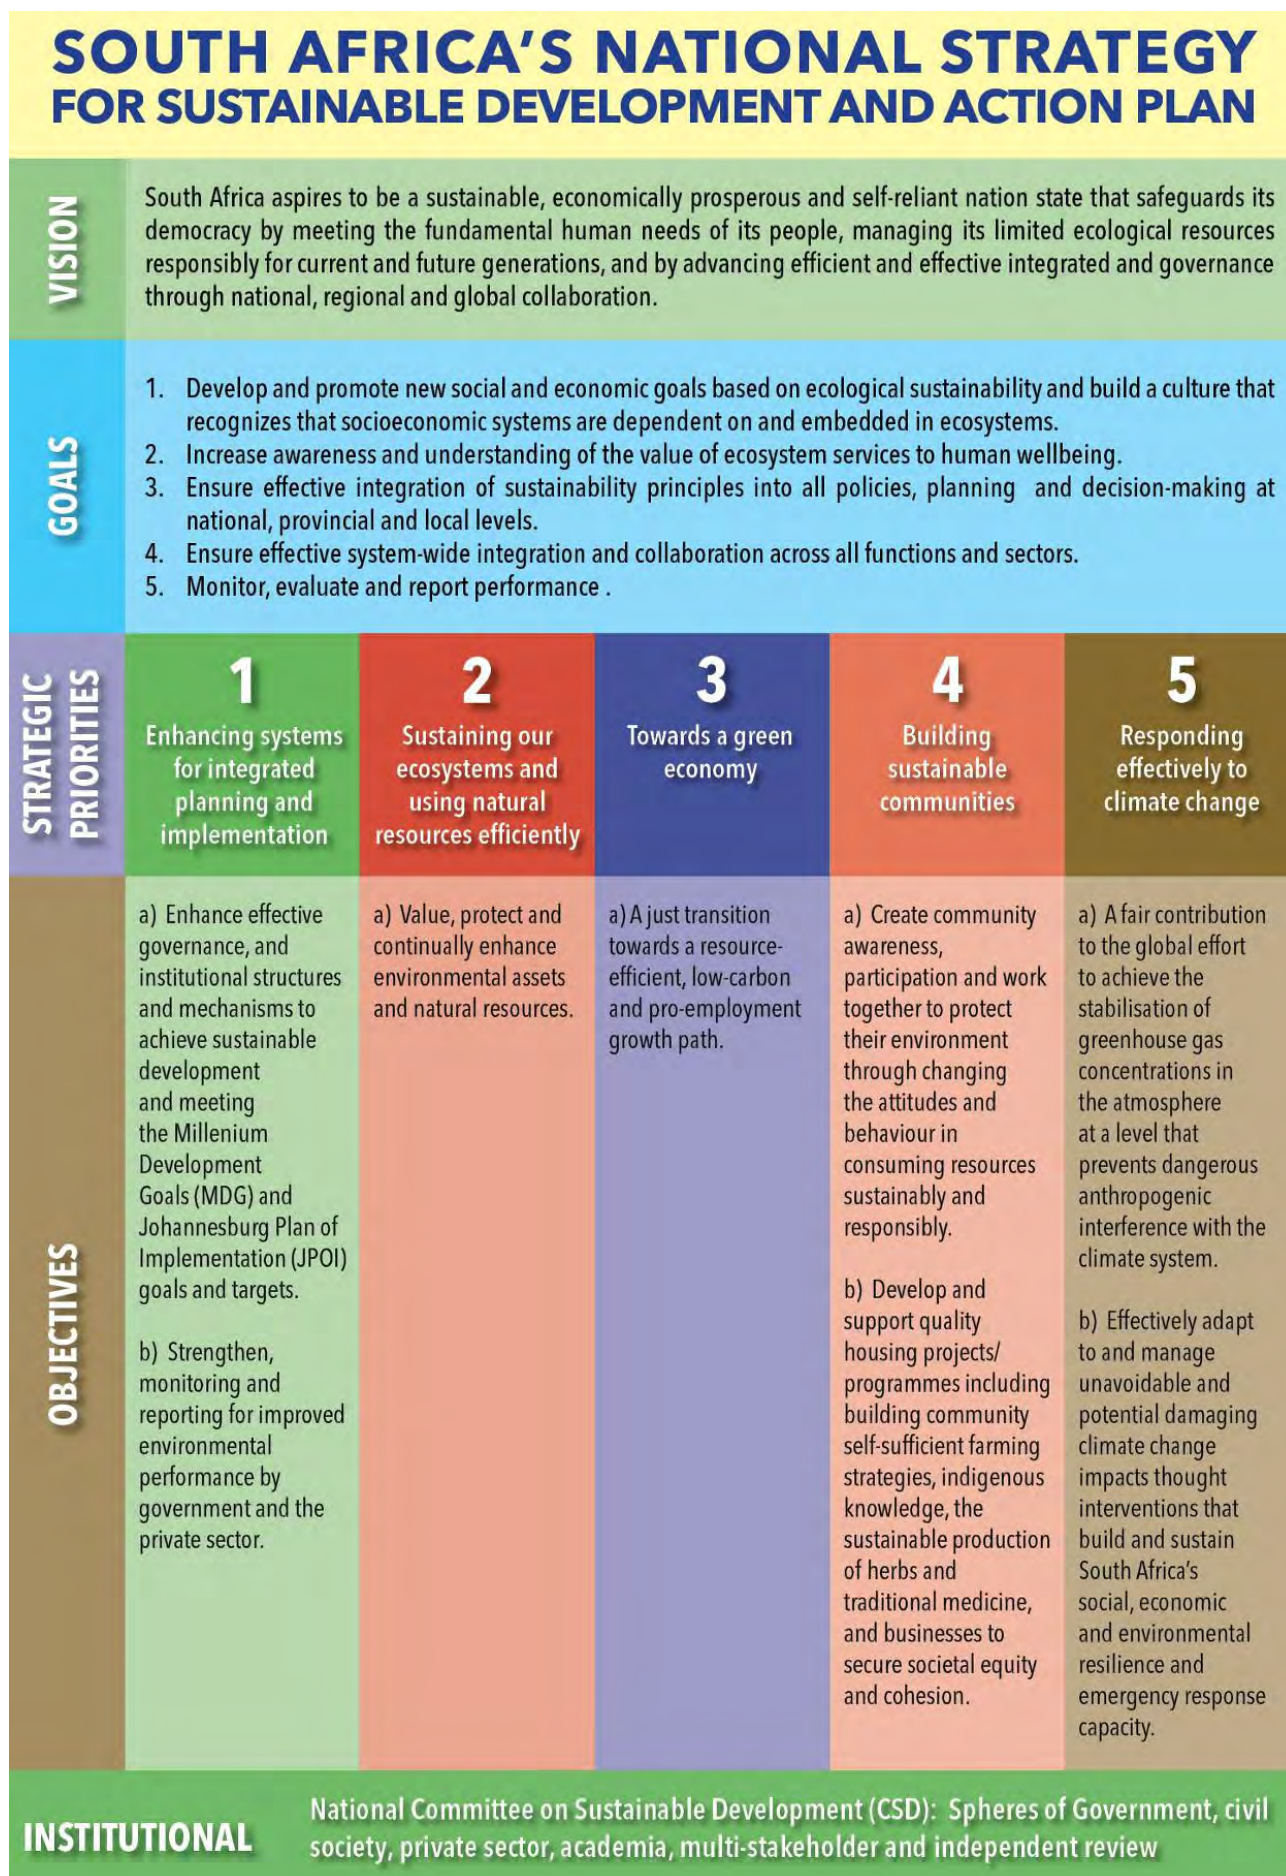 SOUTH AFRICA'S NATIONAL STRATEGY
FOR SUSTAINABLE DEVELOPMENT AND ACTION PLAN
VISION
South Africa aspires to be a sustainable, economically prosperous and self-reliant nation state that safeguards its
democracy by meeting the fundamental human needs of its people, managing its limited ecological resources
responsibly for current and future generations, and by advancing efficient and effective integrated and governance
through national, regional and global collaboration.
GOALS
1. Develop and promote new social and economic goals based on ecological sustainability and build a culture that
recognizes that socioeconomic systems are dependent on and embedded in ecosystems.
2. Increase awareness and understanding of the value of ecosystem services to human wellbeing.
3. Ensure effective integration of sustainability principles into all policies, planning and decision-making at
national, provincial and local levels.
4. Ensure effective system-wide integration and collaboration across all functions and sectors.
5. Monitor, evaluate and report performance .
STRATEGIC
PRIORITIES
1
Enhancing systems
for integrated
planning and
implementation
2
Sustaining our
ecosystems and
using natural
resources efficiently
3
Towards a green
economy
4
Building
sustainable
communities
5
Responding
effectively to
climate change
OBJECTIVES
a) Enhance effective
governance, and
institutional structures
and mechanisms to
achieve sustainable
development
and meeting
the Millenium
Development
Goals (MDG) and
Johannesburg Plan of
Implementation (JPOI)
goals and targets.
b) Strengthen,
monitoring and
reporting for improved
environmental
performance by
government and the
private sector.
a) Value, protect and
continually enhance
environmental assets
and natural resources.
a) A just transition
towards a resource-
efficient, low-carbon
and pro-employment
growth path.
a) Create community
awareness,
participation and work
together to protect
their environment
through changing
the attitudes and
behaviour in
consuming resources
sustainably and
responsibly.
b) Develop and
support quality
housing projects/
programmes including
building community
self-sufficient farming
strategies, indigenous
knowledge, the
sustainable production
of herbs and
traditional medicine,
and businesses to
secure societal equity
and cohesion.
a) A fair contribution
to the global effort
to achieve the
stabilisation of
greenhouse gas
concentrations in
the atmosphere
at a level that
prevents dangerous
anthropogenic
interference with the
climate system.
b) Effectively adapt
to and manage
unavoidable and
potential damaging
climate change
impacts thought
interventions that
build and sustain
South Africa's
social, economic
and environmental
resilience and
emergency response
capacity.
INSTITUTIONAL
National Committee on Sustainable Development (CSD): Spheres of Government, civil
society, private sector, academia, multi-stakeholder and independent review